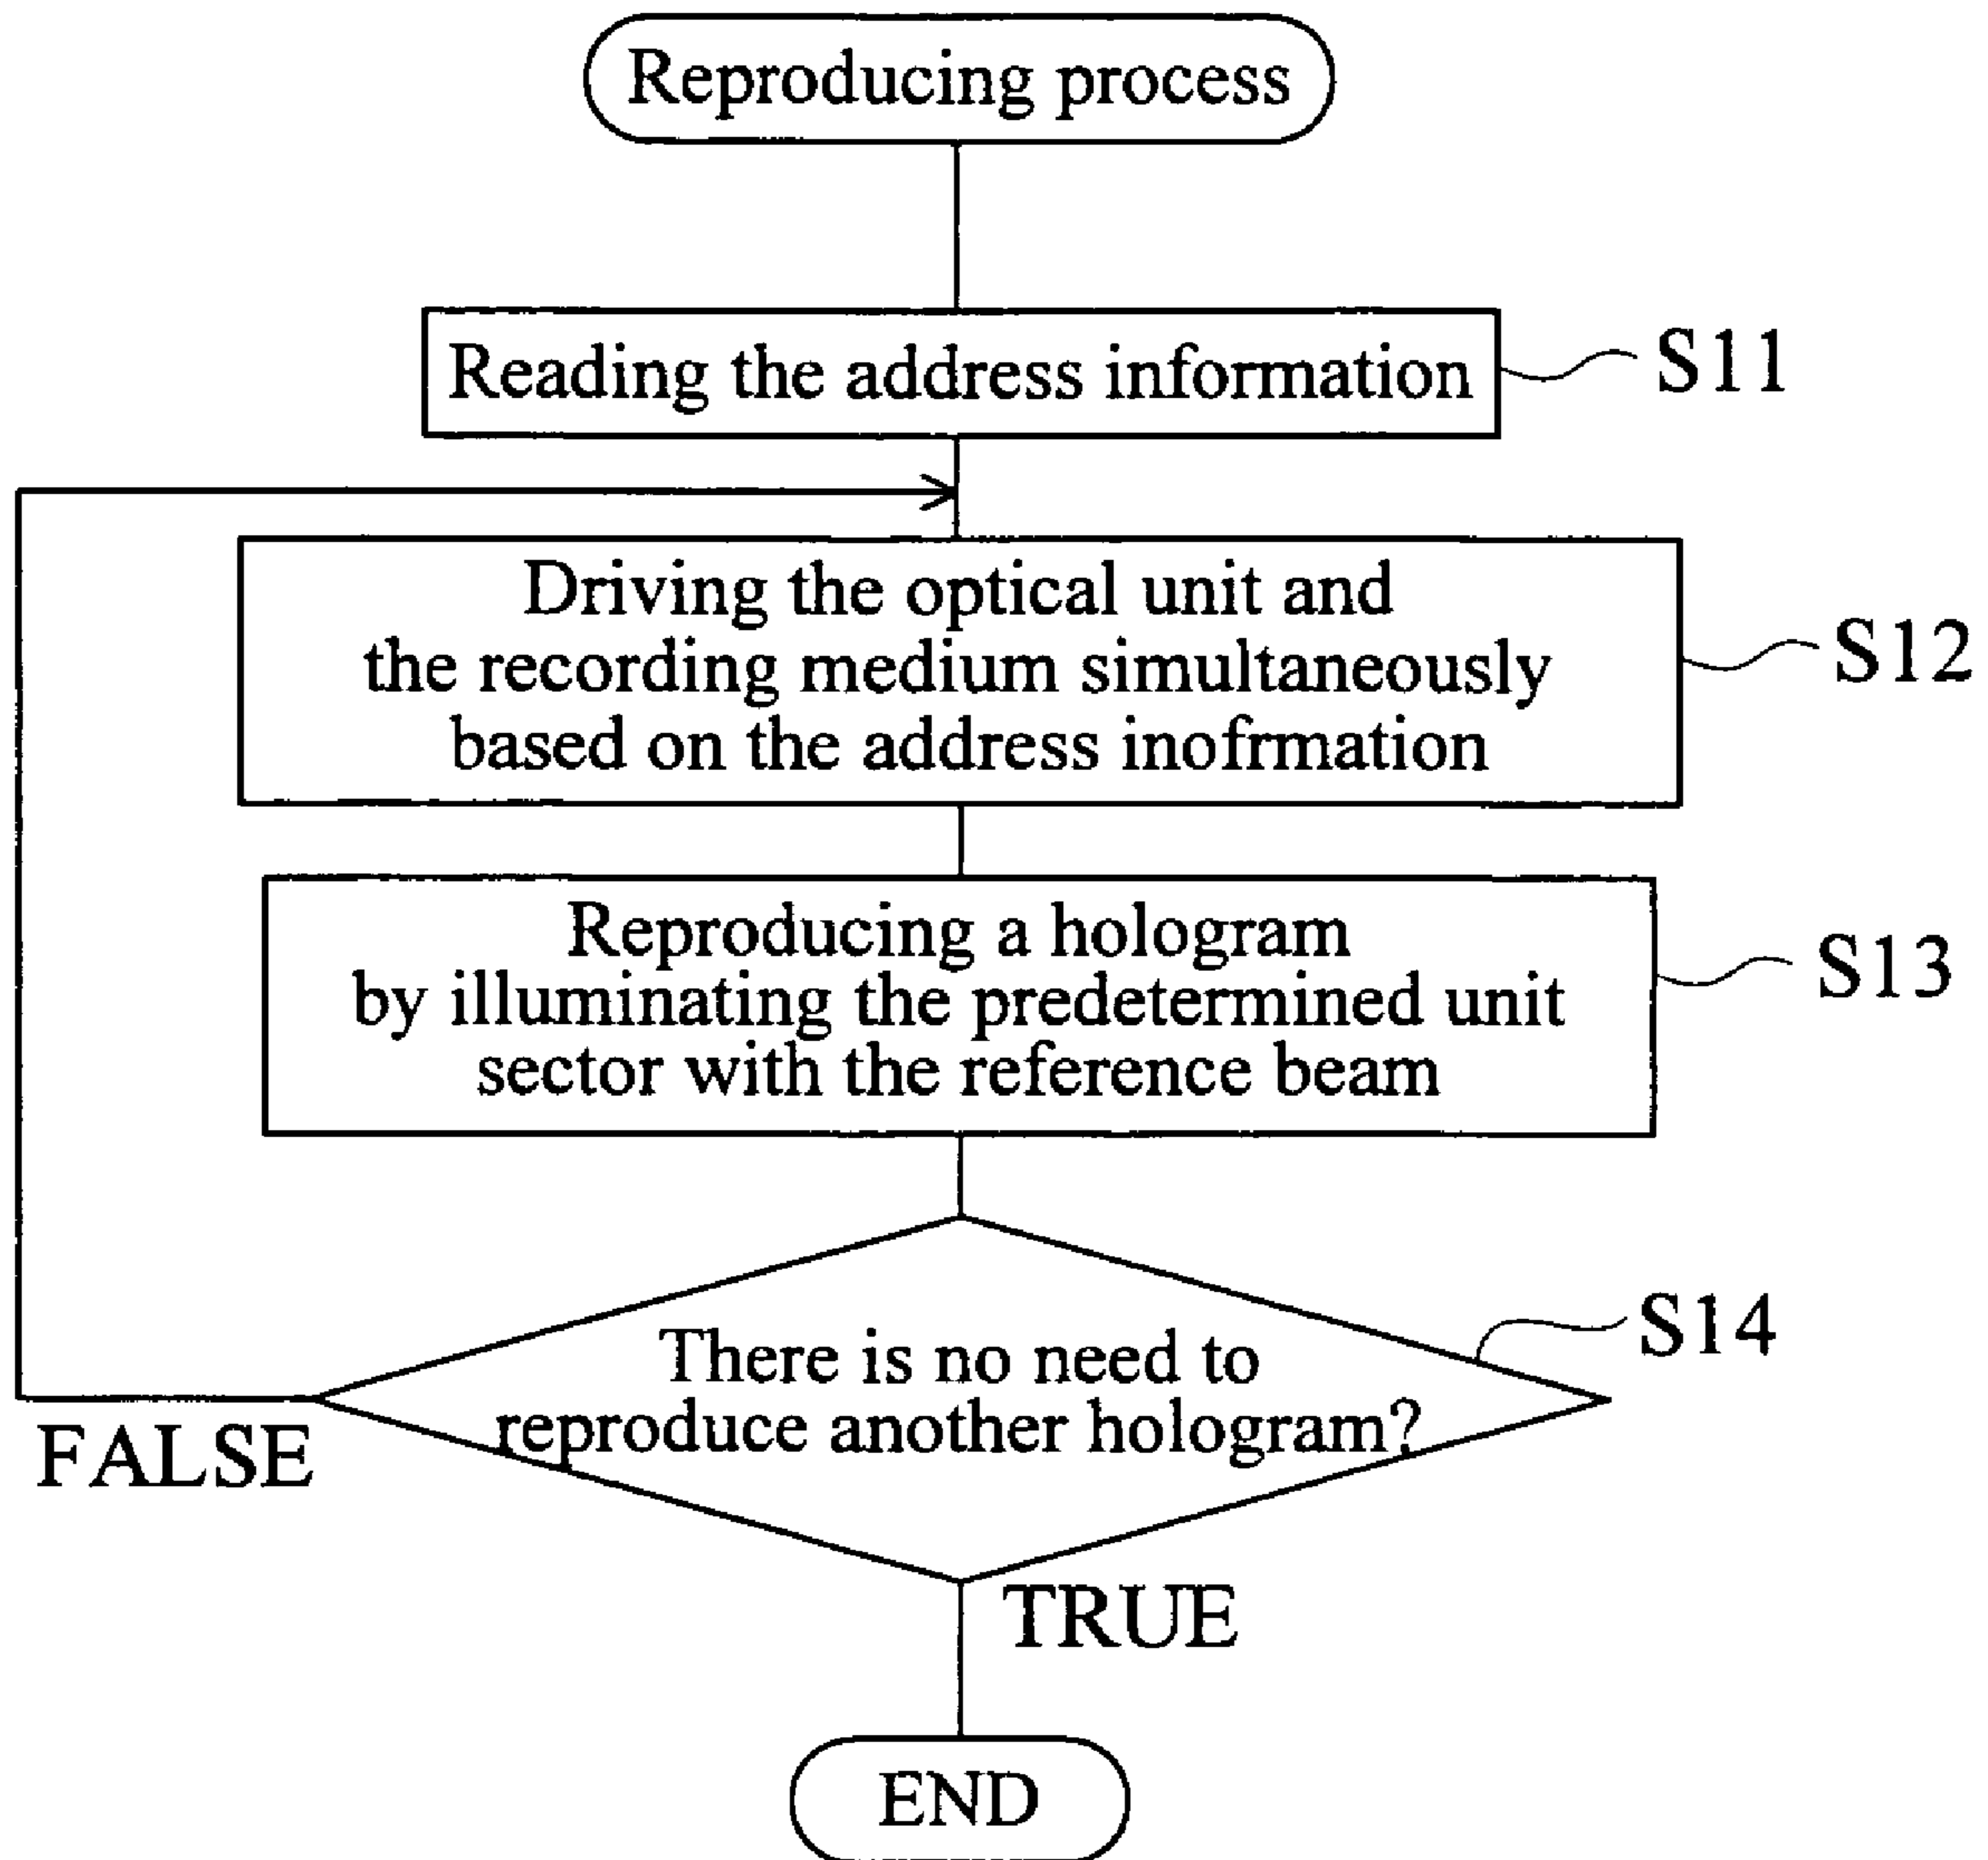 Reproducing process
Reading the address information
S11
Driving the optical unit and
the recording medium simultaneously
based on the address inofrmation
S12
Reproducing a hologram
by illuminating the predetermined unit
sector with the reference beam
S13
There is no need to
reproduce another hologram?
S14
FALSE
TRUE
END